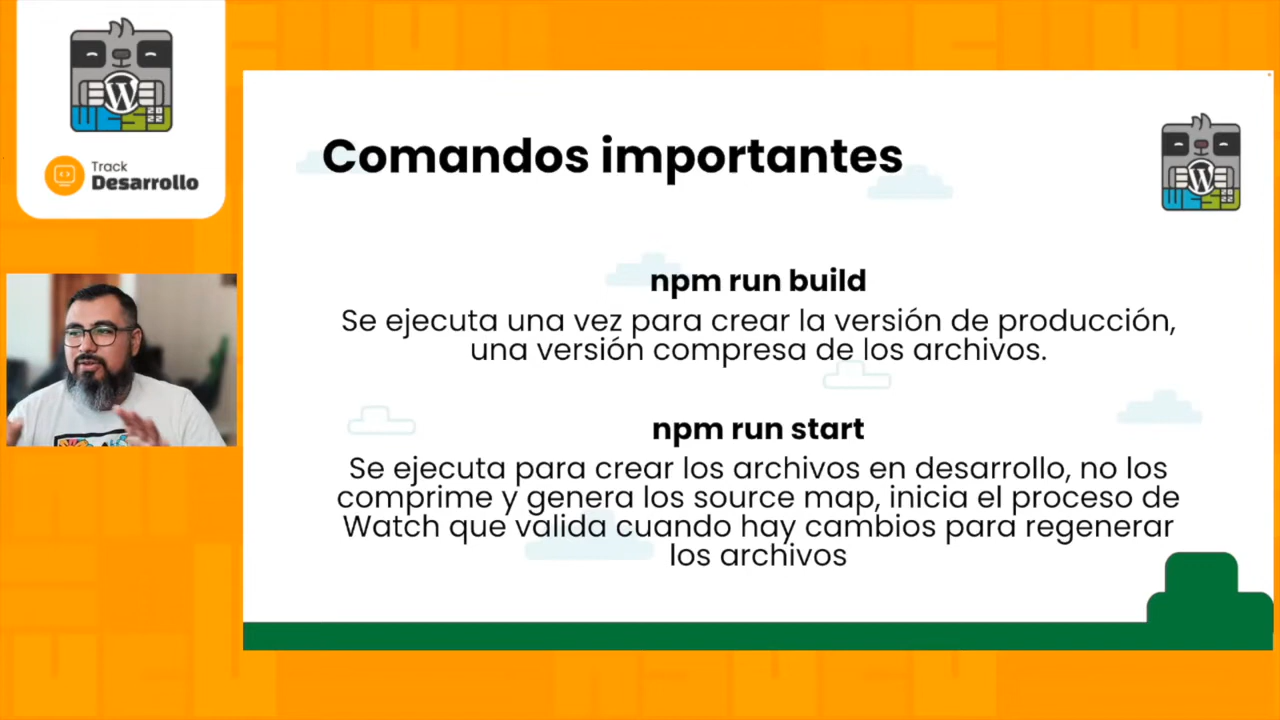 Track
Desarrollo
Comandos importantes
npm run build
Se ejecuta una vez para crear la versión de producción,
una versión compresa de los archivos.
npm run start
Se ejecuta para crear los archivos en desarrollo, no los
comprime y genera los source map, inicia el proceso de
Watch que valida cuando hay cambios para regenerar
los archivos